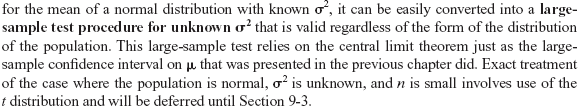 for the mean of a normal distribution with known σ², it can be easily converted into a large-
sample test procedure for unknown σ² that is valid regardless of the form of the distribution
of the population. This large-sample test relies on the central limit theorem just as the large-
sample confidence interval on μ that was presented in the previous chapter did. Exact treatment
of the case where the population is normal, σ² is unknown, and n is small involves use of the
t distribution and will be deferred until Section 9-3.